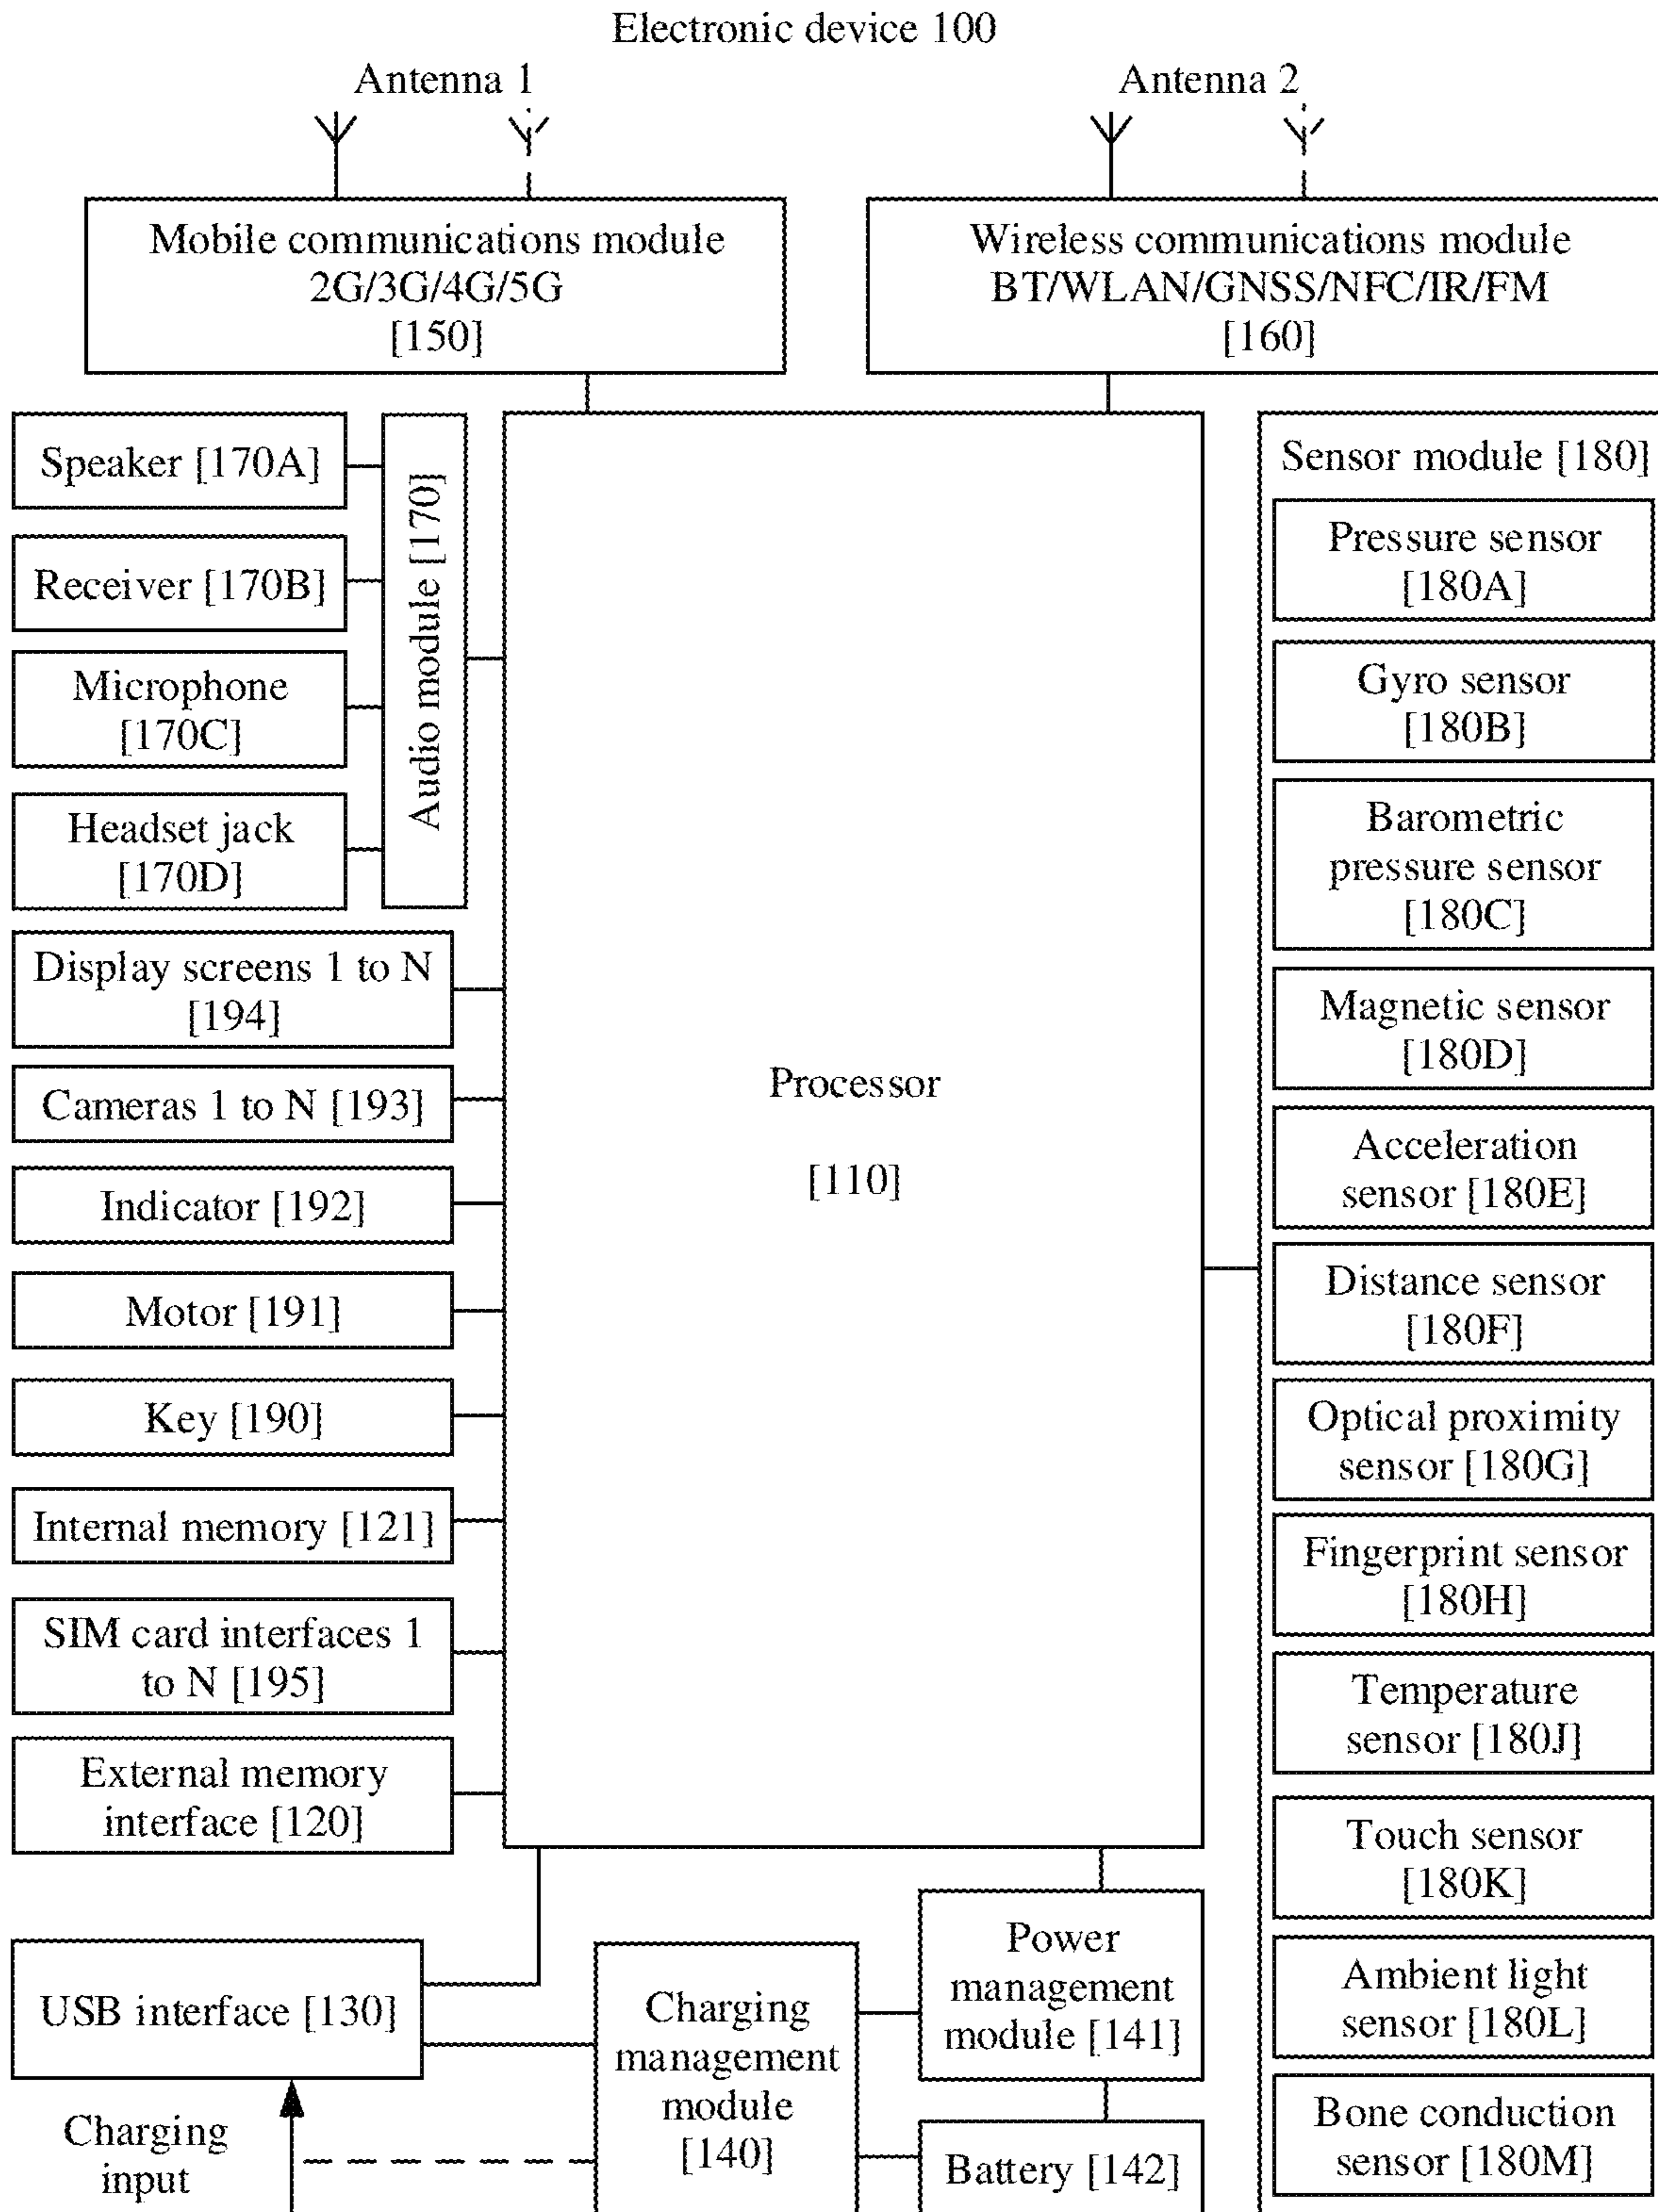 Electronic device 100
Antenna 1
Antenna 2
Mobile communications module
2G/3G/4G/5G
[150]
Wireless communications module
BT/WLAN/GNSS/NFC/IR/FM
[160]
Speaker [170A]
Receiver [170B]
Microphone
[170C]
Headset jack
[170D]
Audio module [170]
Display screens 1 to N
[194]
Cameras 1 to N [193]
Indicator [192]
Motor [191]
Key [190]
Internal memory [121]
SIM card interfaces 1
to N [195]
External memory
interface [120]
Processor
[110]
Sensor module [180]
Pressure sensor
[180A]
Gyro sensor
[180B]
Barometric
pressure sensor
[180C]
Magnetic sensor
[180D]
Acceleration
sensor [180E]
Distance sensor
[180F]
Optical proximity
sensor [180G]
Fingerprint sensor
[180H]
Temperature
sensor [180J]
Touch sensor
[180K]
Ambient light
sensor [180L]
Bone conduction
sensor [180M]
USB interface [130]
Charging
input
Charging
management
module
[140]
Power
management
module [141]
Battery [142]